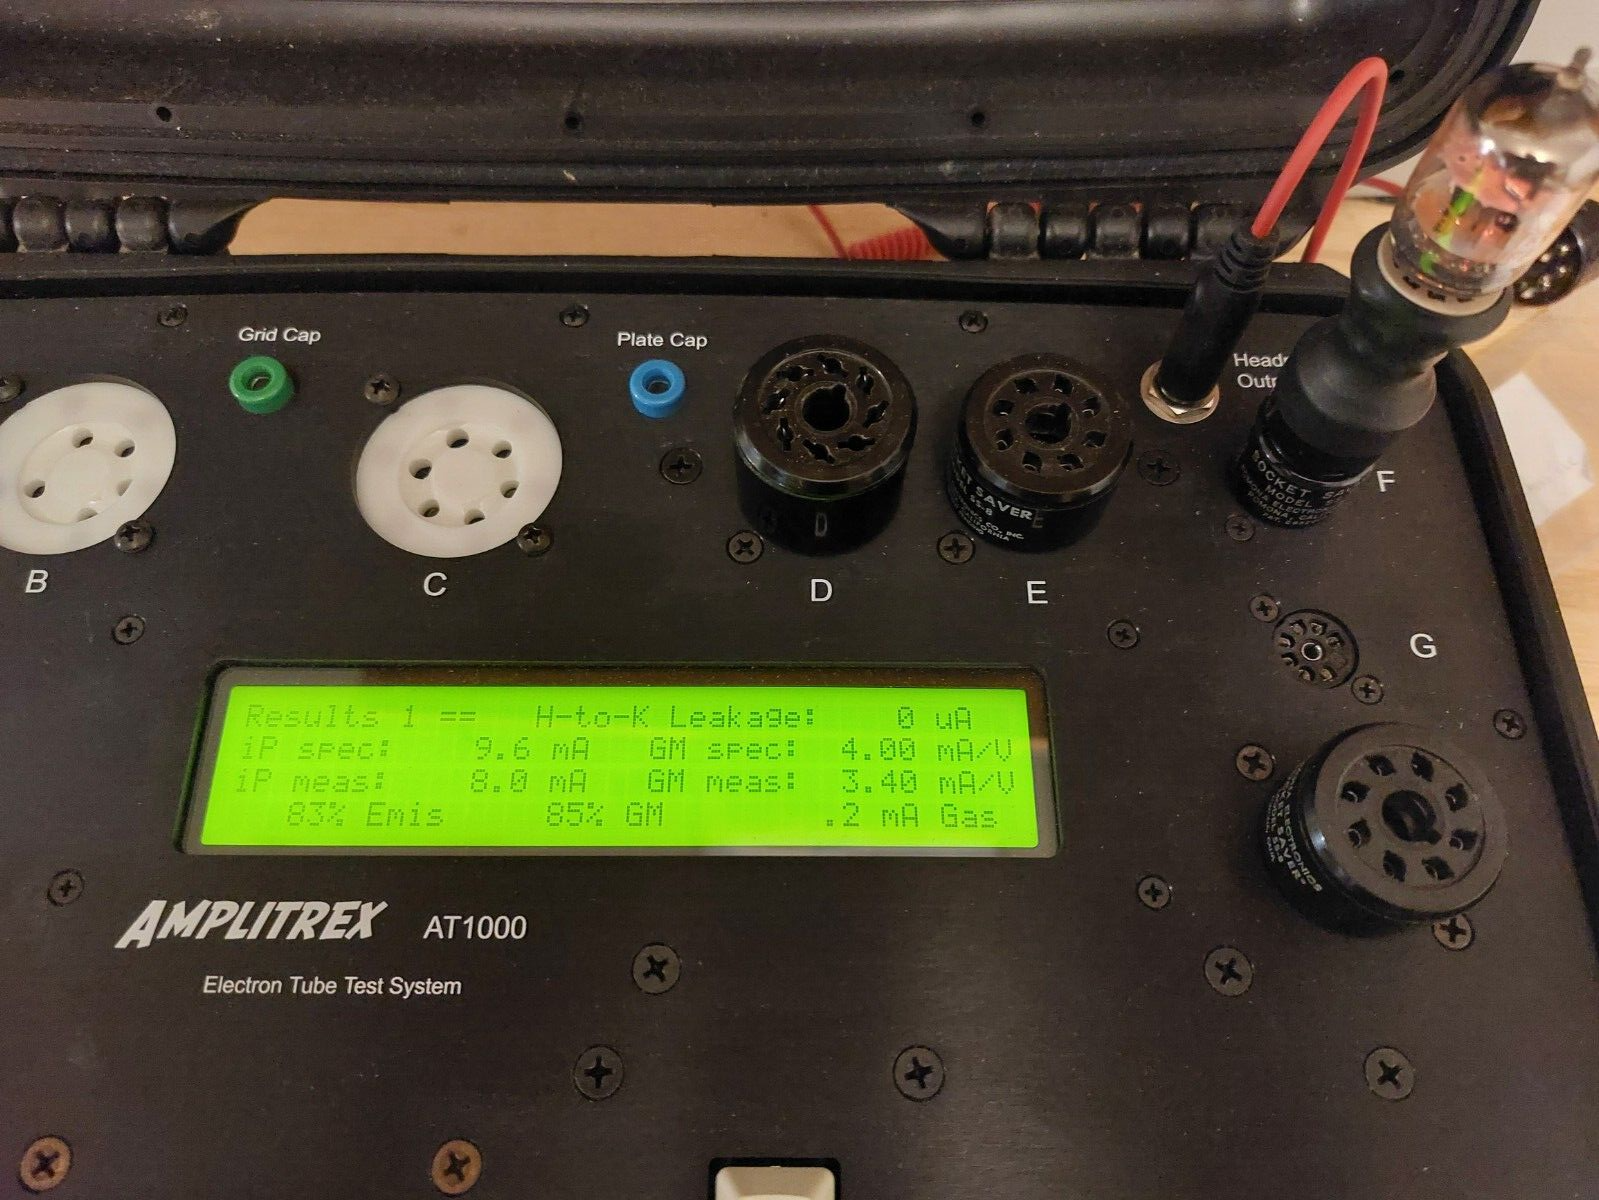 Grid Cap
Plate Cap
Output
B
C
D
D
E
SAVER
F
SOCKET
MODEL
G
Results 1 == H-to-K Leakage: 0 uA
iP spec: 9.6 mA GM spec: 4.00 mA/V
iP meas: 8.0 mA GM meas: 3.40 mA/V
83% Emis 85% GM .2 mA Gas
AMPLITREX AT1000
Electron Tube Test System